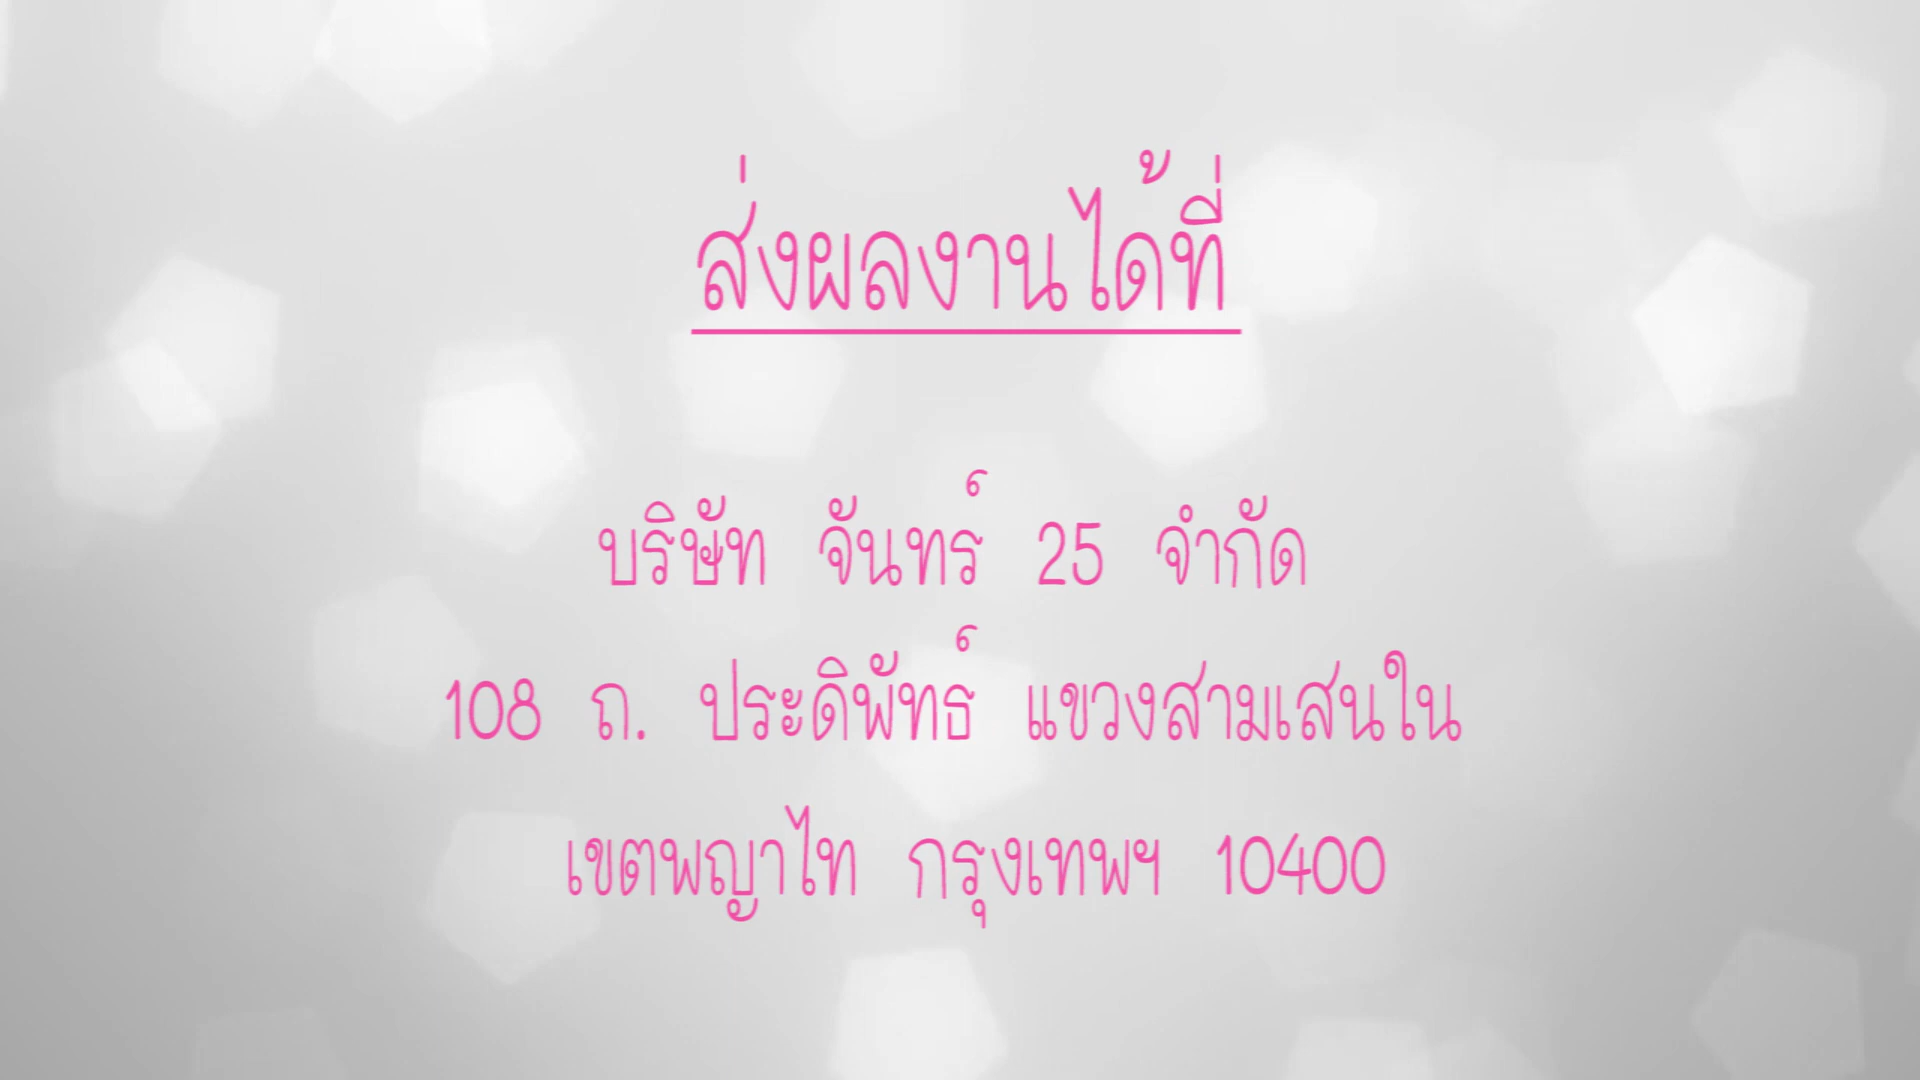 ส่งผลงานได้ที่
บริษัท จันทร์ 25 จำกัด
108 ถ. ประดิพัทธ์ แขวงสามเสนใน
เขตพญาไท กรุงเทพฯ 10400